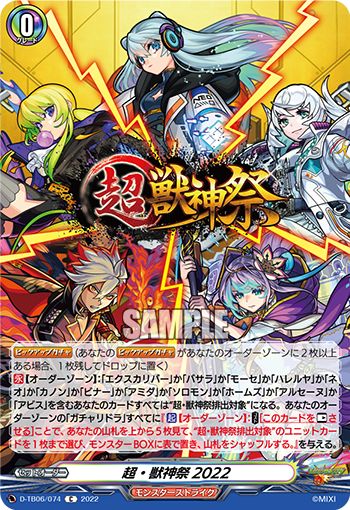 0
グレード
超獣神祭
SAMPLE
ピックアップガチャ(あなたのピックアップガチャがあなたのオーダーゾーンに2枚以上
ある場合、1枚残してドロップに置く)
永【オーダーゾーン】:「エクスカリバー」か「パサラ」か「モーセ」か「ハレルヤ」か「ネ
オ」か「カノン」か「ビナー」か「アミダ」か「ソロモン」か「ホームズ」か「アルセーヌ」か
「アビス」を含むあなたのカードすべては"超・獣神祭排出対象"になる。あなたのオー
ダーゾーンの「ガチャリドラ」すべてに「起【オーダーゾーン】:【コスト】[このカードを
させる]ことで、あなたの山札を上から5枚見て、"超・獣神祭排出対象"のユニットカー
ドを1枚まで選び、モンスターBOXに表で置き、山札をシャッフルする。」を与える。
超・獣神祭 2022
D-TB06/074 C 2022
モンスターストライク
©MIXI